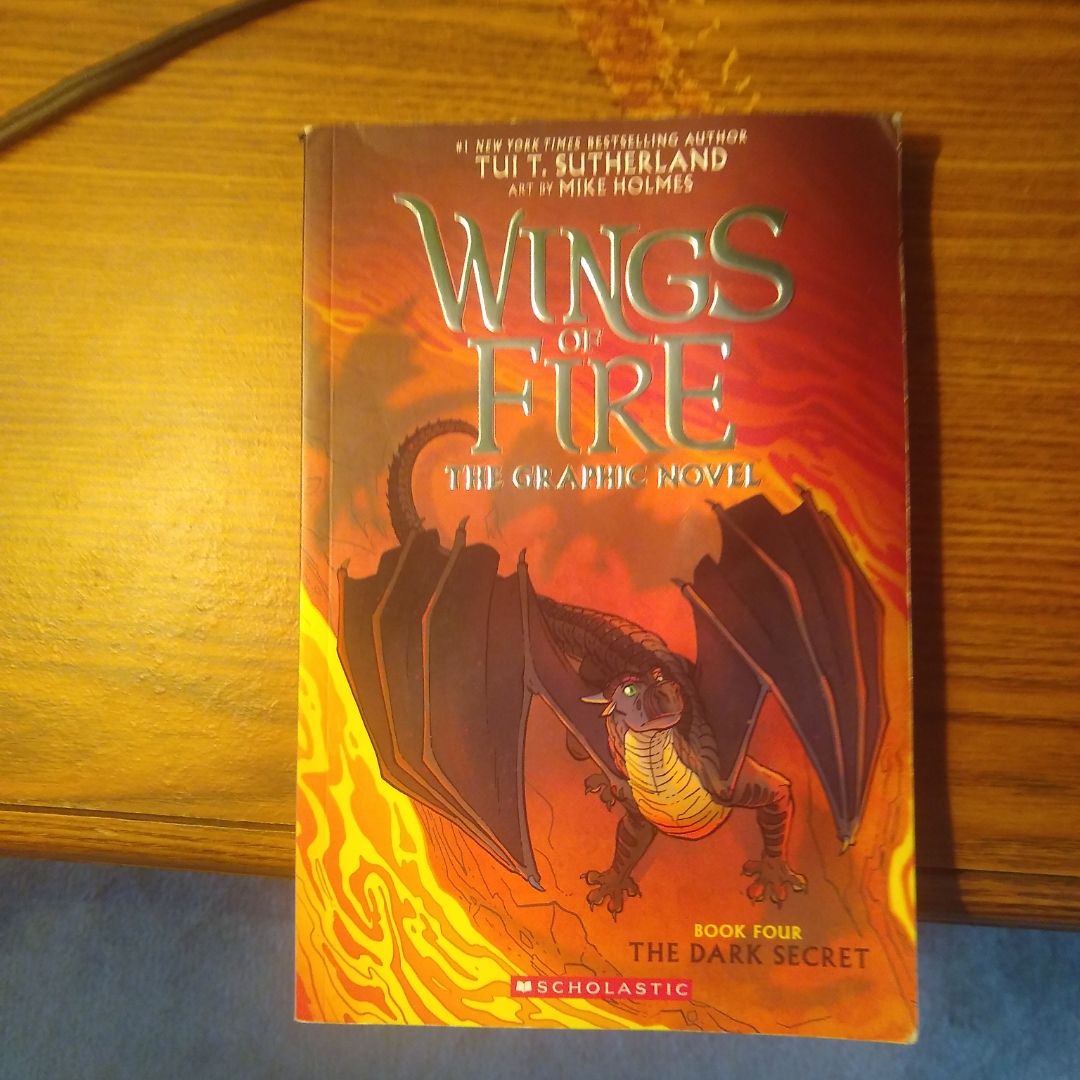 #1 NEW YORK TIMES BESTSELLING AUTHOR
TUI T. SUTHERLAND
ART BY MIKE HOLMES
WINGS
OF
FIRE
THE GRAPHIC NOVEL
BOOK FOUR
THE DARK SECRET
SCHOLASTIC